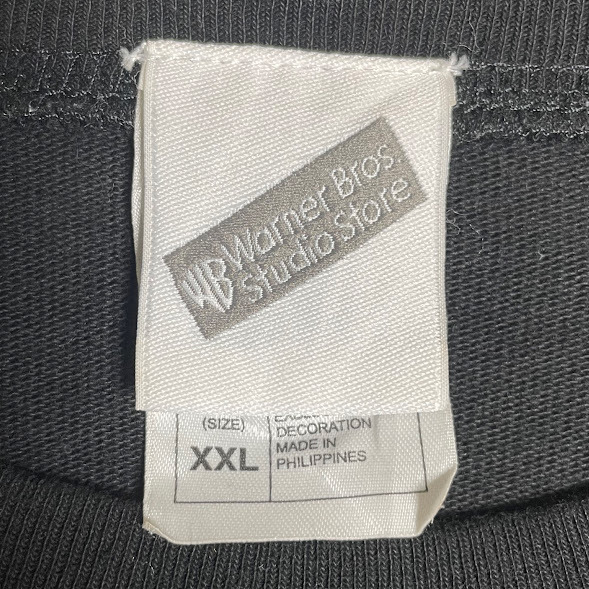 WB Warner Bros.
Studio Store
(SIZE)
XXL
DECORATION
MADE IN
PHILIPPINES